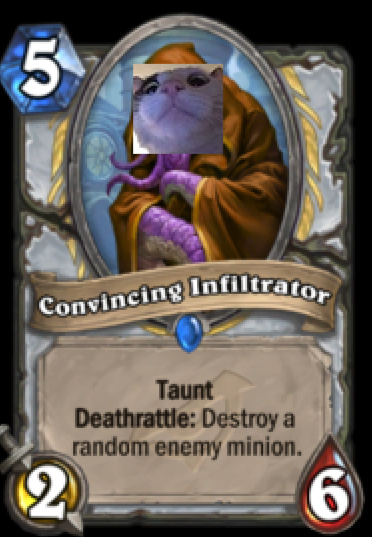 5
Convincing Infiltrator
Taunt
Deathrattle: Destroy a
random enemy minion.
2
6